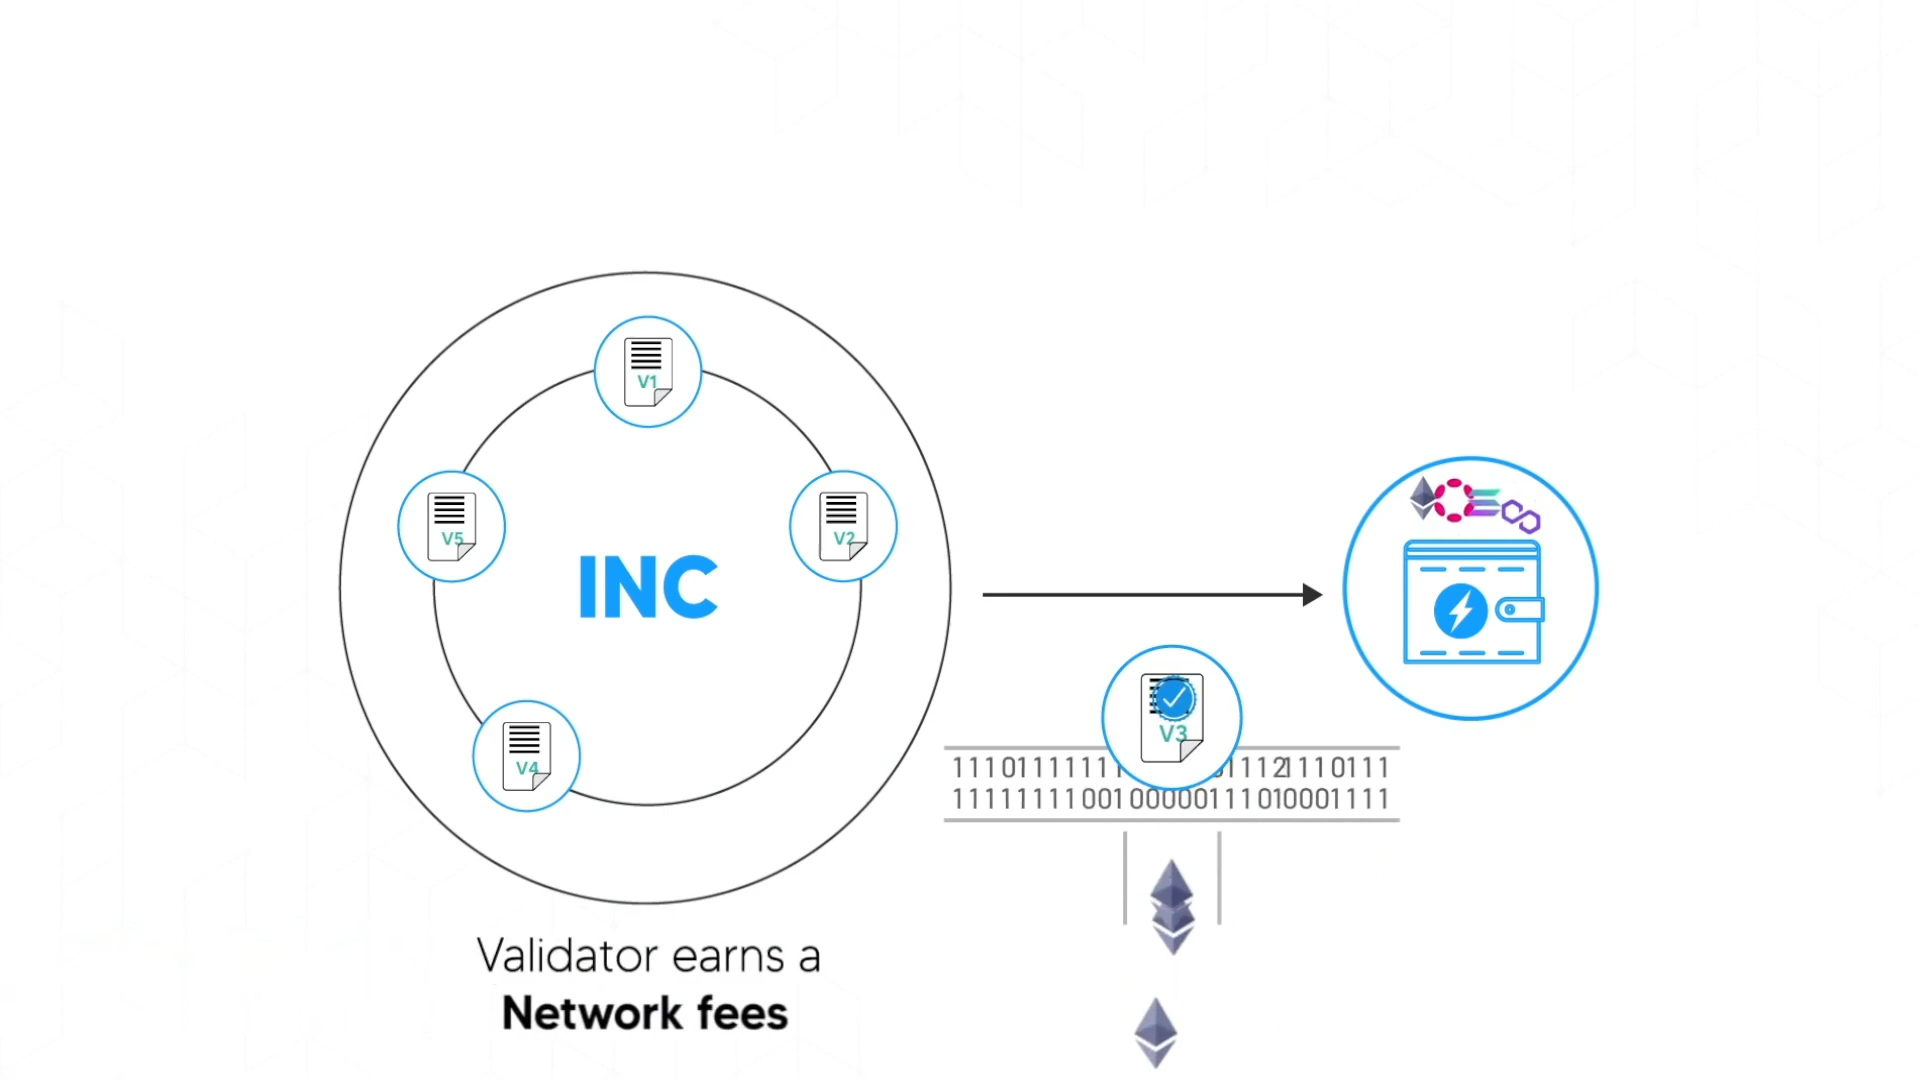 V1
V5
V2
INC
V4
V3
Validator earns a
Network fees